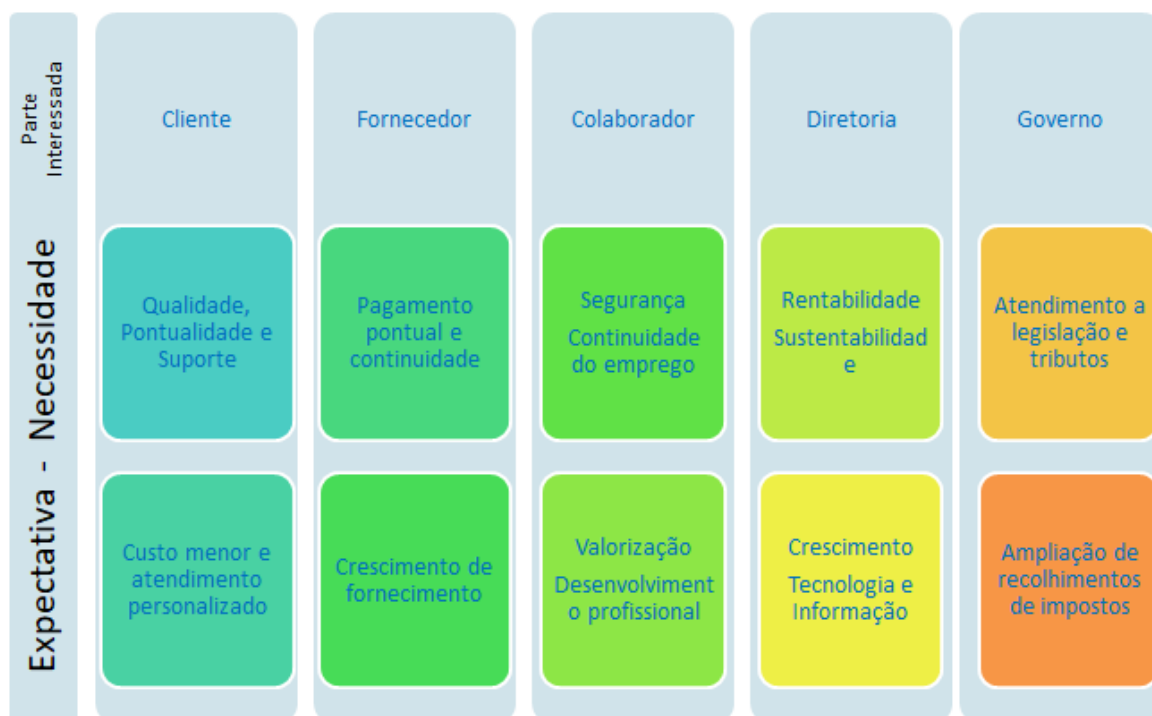 Parte
Interessada
Cliente
Fornecedor
Colaborador
Diretoria
Governo
Expectativa - Necessidade
Qualidade,
Pontualidade e
Suporte
Pagamento
pontual e
continuidade
Segurança
Continuidade
do emprego
Rentabilidade
Sustentabilidad
e
Atendimento a
legislação e
tributos
Custo menor e
atendimento
personalizado
Crescimento de
fornecimento
Valorização
Desenvolviment
o profissional
Crescimento
Tecnologia e
Informação
Ampliação de
recolhimentos
de impostos